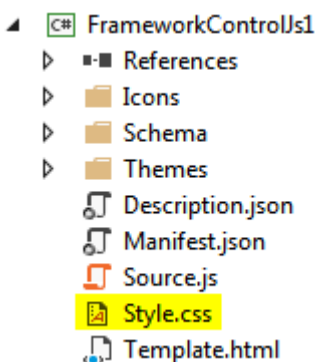 C# FrameworkControlJs1
References
Icons
Schema
Themes
Description.json
Manifest.json
Source.js
Style.css
Template.html